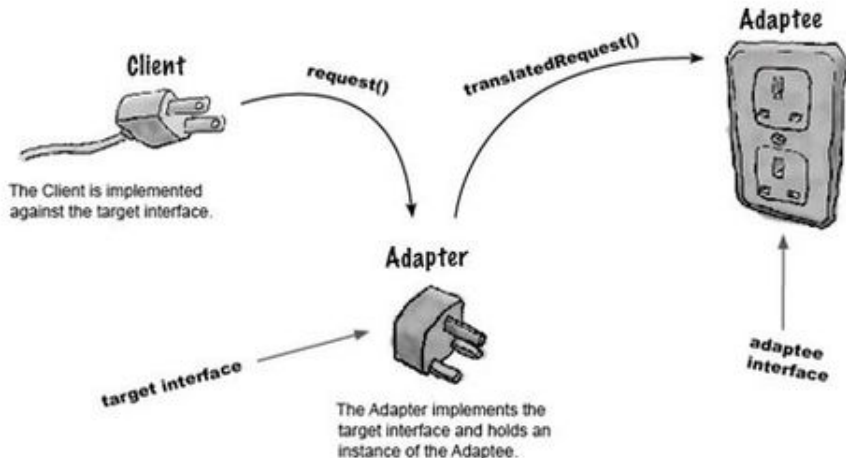 Adaptee
Client
request()
translatedRequest()
The Client is implemented
against the target interface.
Adapter
target interface
adaptee
interface
The Adapter implements the
target interface and holds an
instance of the Adaptee.